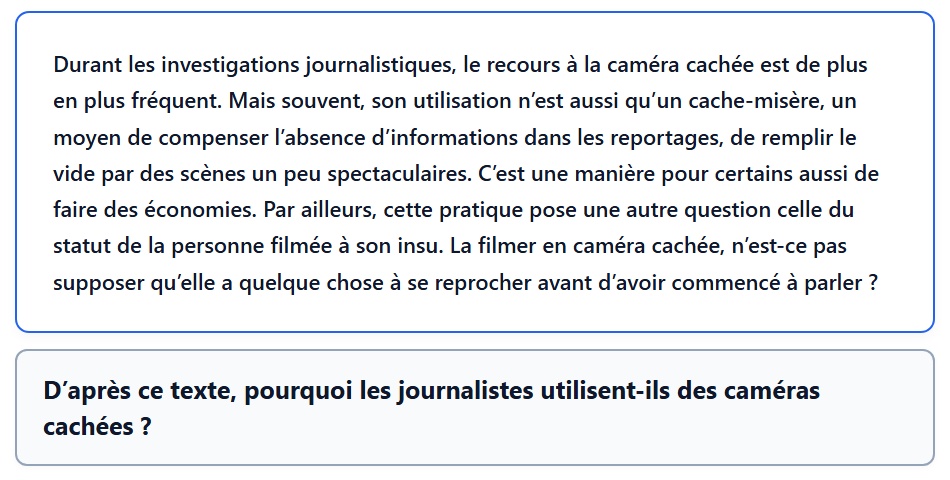 Durant les investigations journalistiques, le recours à la caméra cachée est de plus
en plus fréquent. Mais souvent, son utilisation n’est aussi qu’un cache-misère, un
moyen de compenser l’absence d’informations dans les reportages, de remplir le
vide par des scènes un peu spectaculaires. C’est une manière pour certains aussi de
faire des économies. Par ailleurs, cette pratique pose une autre question celle du
statut de la personne filmée à son insu. La filmer en caméra cachée, n’est-ce pas
supposer qu’elle a quelque chose à se reprocher avant d’avoir commencé à parler ?
D’après ce texte, pourquoi les journalistes utilisent-ils des caméras
cachées ?